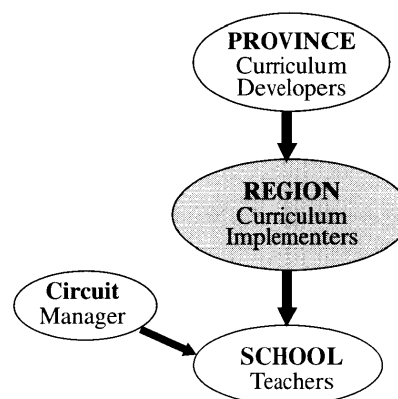 PROVINCE
Curriculum
Developers
REGION
Curriculum
Implementers
Circuit
Manager
SCHOOL
Teachers